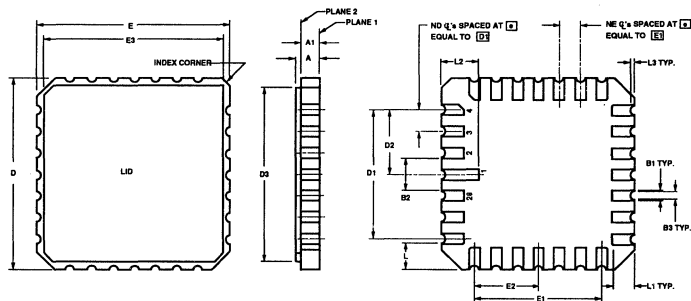 E
E3
INDEX CORNER
D
LID
PLANE 2
PLANE 1
A1
A
D3
ND ℄'s SPACED AT e
EQUAL TO D1
NE ℄'s SPACED AT e
EQUAL TO E1
L2
L3 TYP.
4
3
2
1
28
D2
D1
B2
B1 TYP.
B3 TYP.
L
E2
E1
L1 TYP.